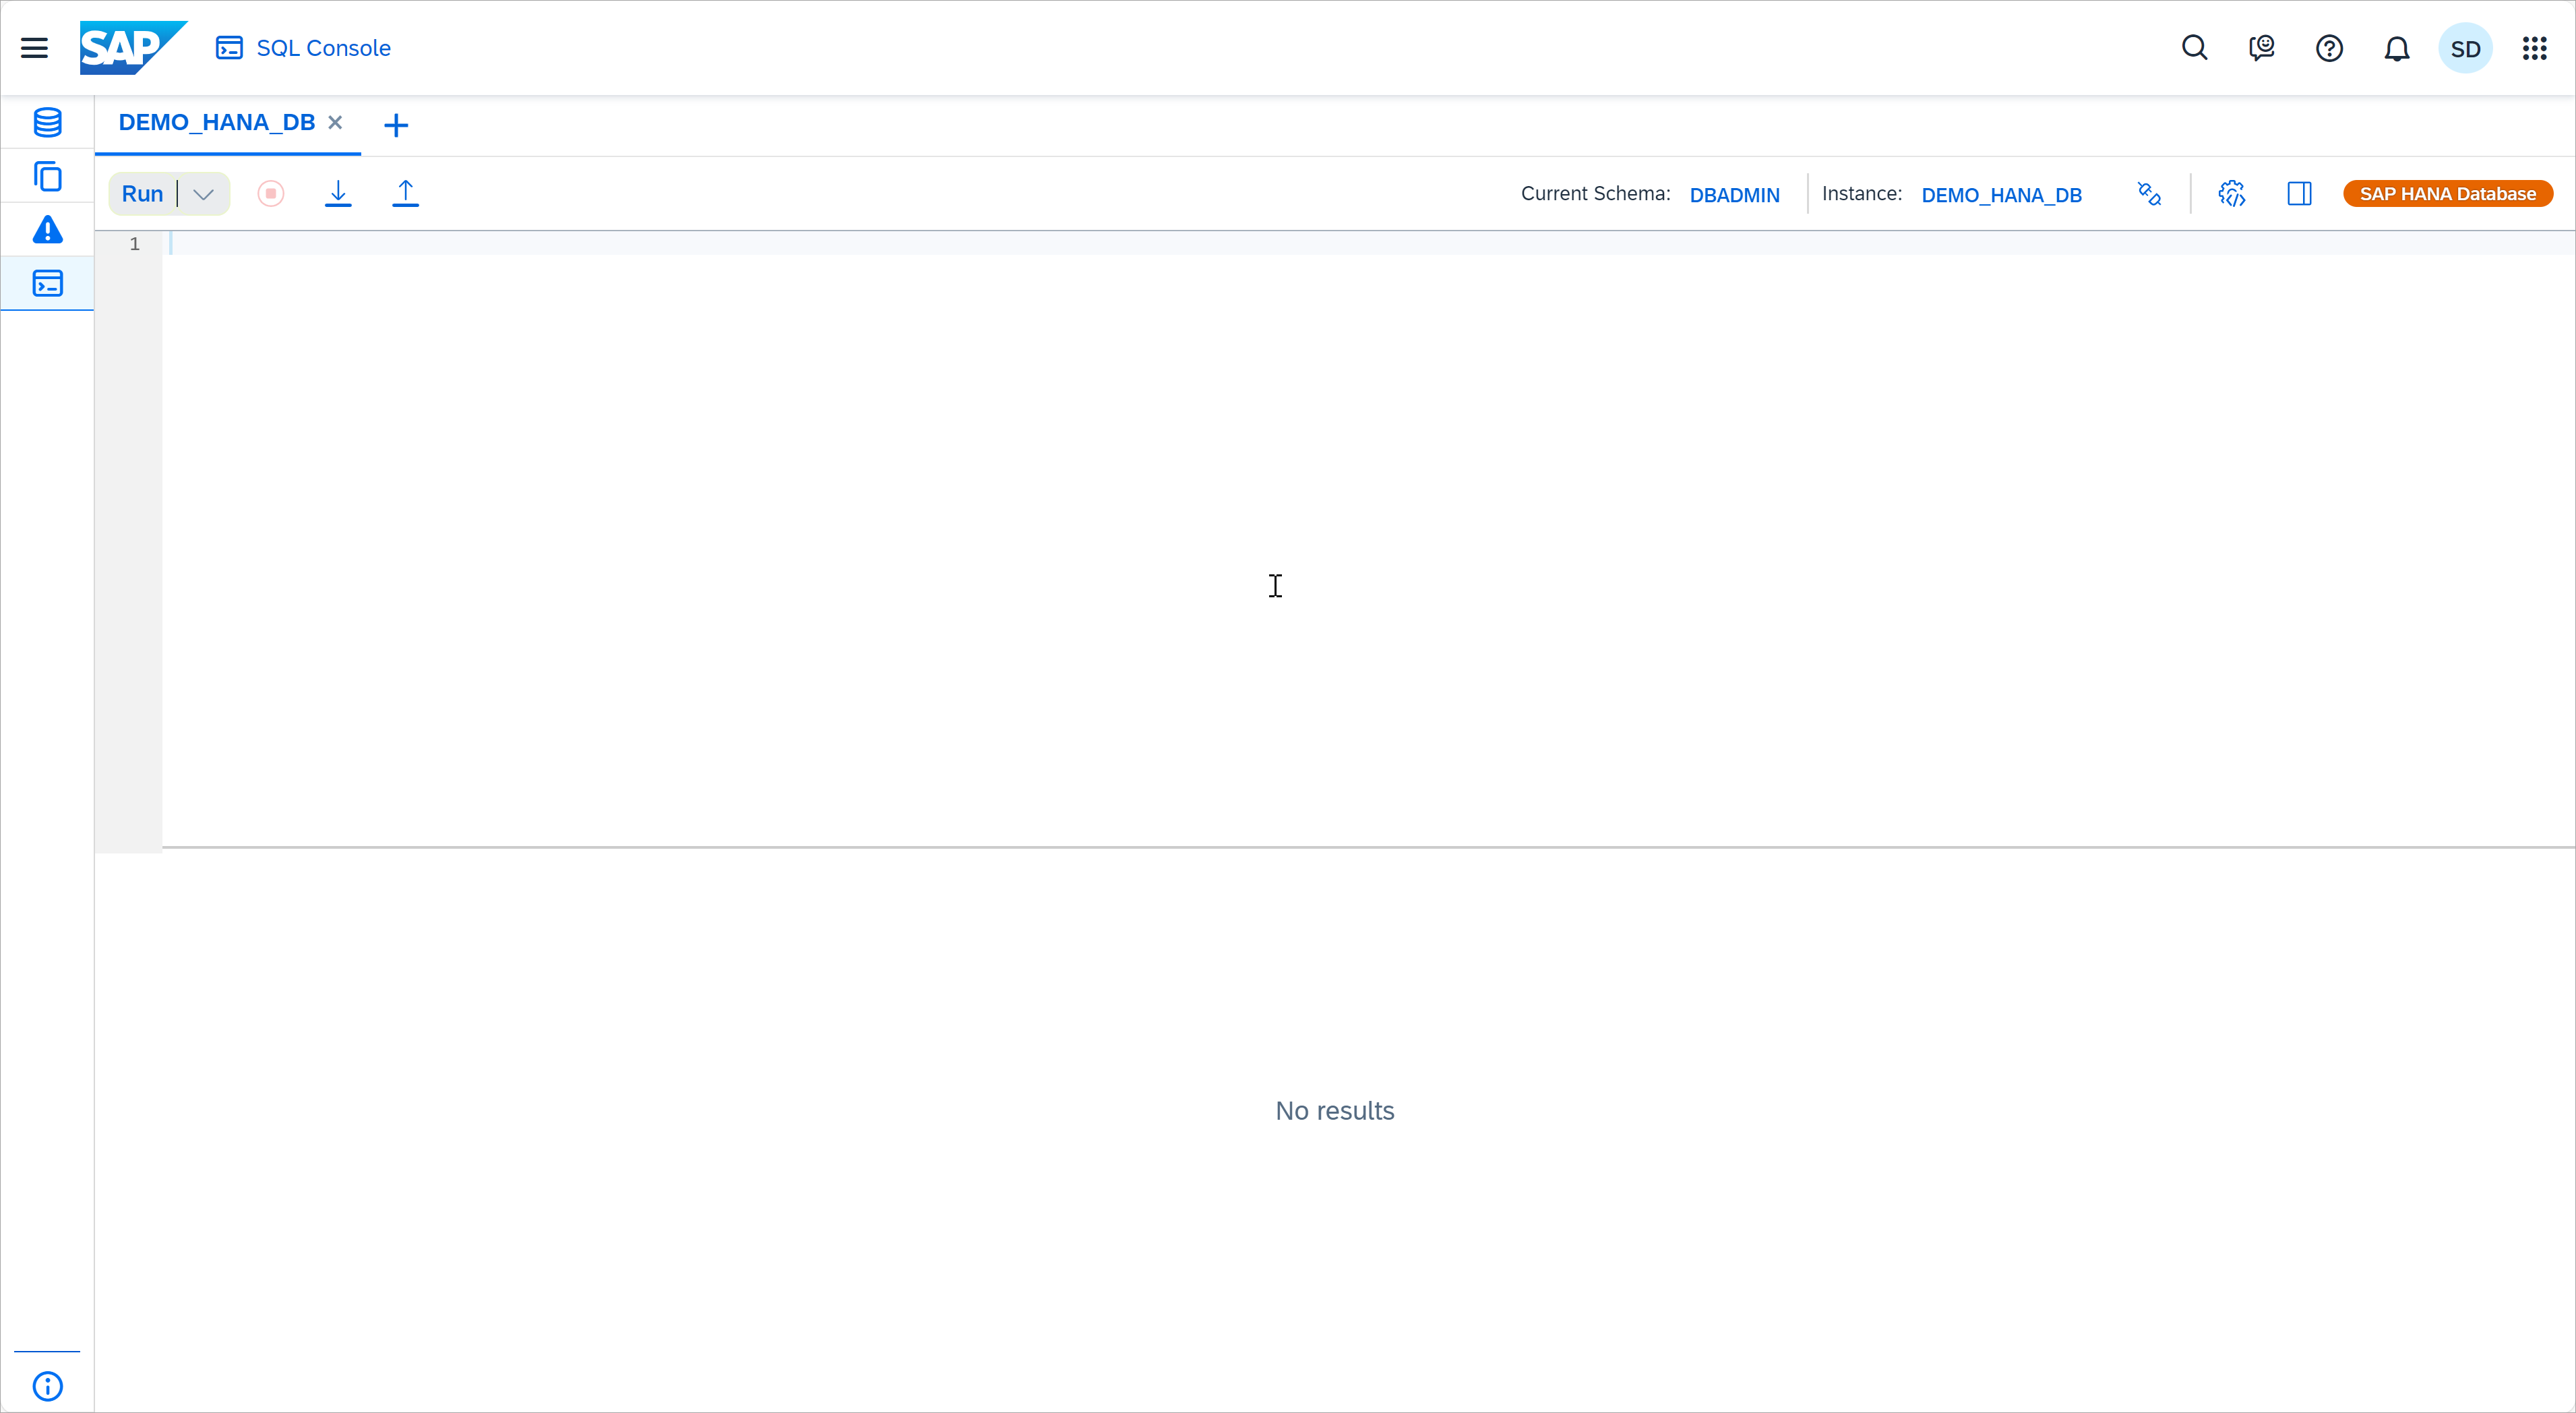 SAP SQL Console SD
DEMO_HANA_DB
Run Current Schema: DBADMIN Instance: DEMO_HANA_DB SAP HANA Database
1
No results